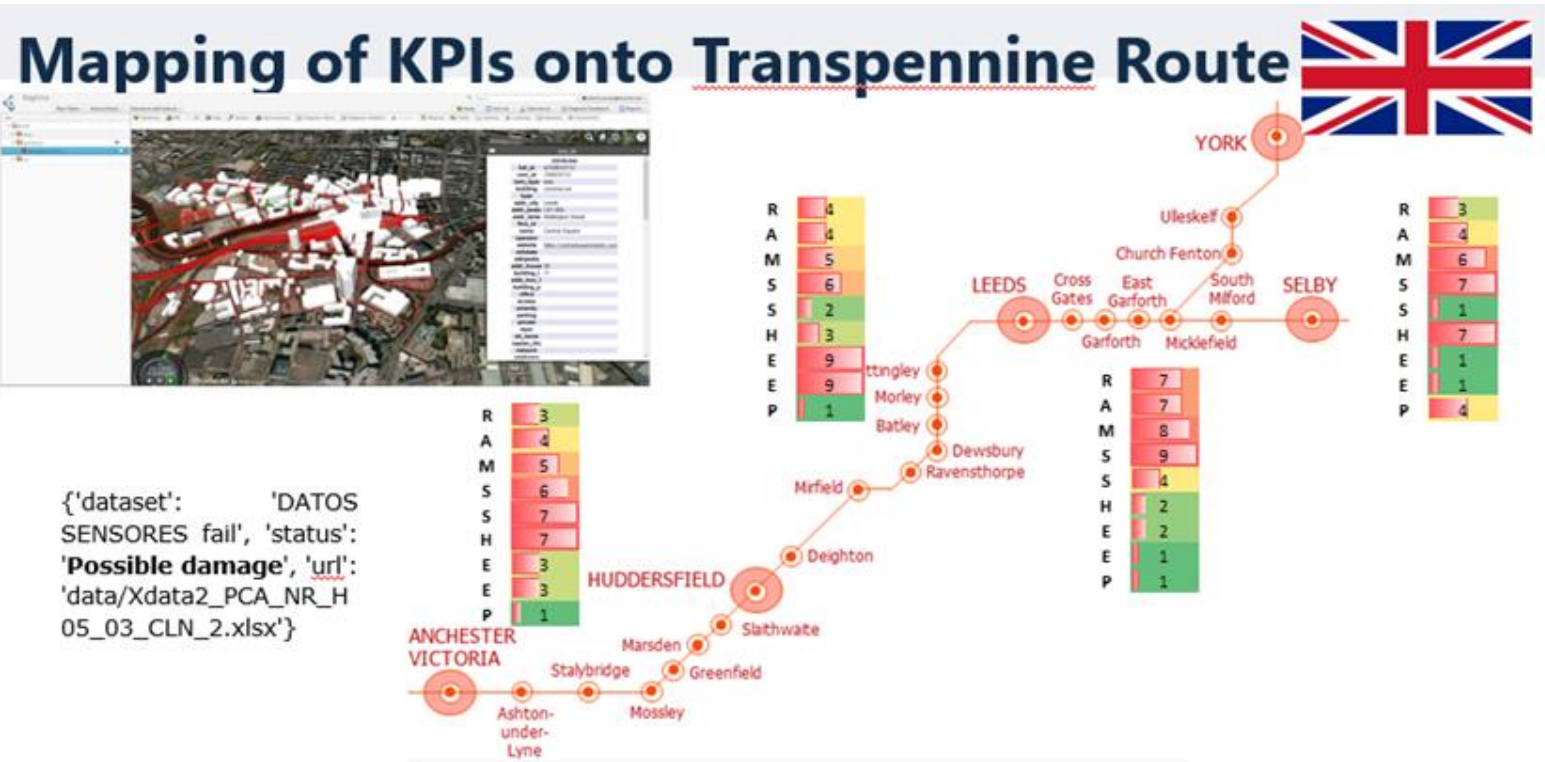 Mapping of KPIs onto Transpennine Route
YORK
Ulleskelf
Church Fenton
LEEDS
Cross
Gates
East
Garforth
South
Milford
SELBY
Garforth
Micklefield
ttingley
Morley
Batley
Dewsbury
Ravensthorpe
Mirfield
Deighton
HUDDERSFIELD
Slaithwaite
Marsden
Greenfield
ANCHESTER
VICTORIA
Stalybridge
Mossley
Ashton-
under-
Lyne
R 4
A 4
M 5
S 6
S 2
H 3
E 9
E 9
P 1
R 3
A 4
M 6
S 7
S 1
H 7
E 1
E 1
P 4
R 7
A 7
M 8
S 9
S 4
H 2
E 2
E 1
P 1
R 3
A 4
M 5
S 6
S 7
H 7
E 3
E 3
P 1
{'dataset': 'DATOS
SENSORES fail', 'status':
'Possible damage', 'url':
'data/Xdata2_PCA_NR_H
05_03_CLN_2.xlsx'}